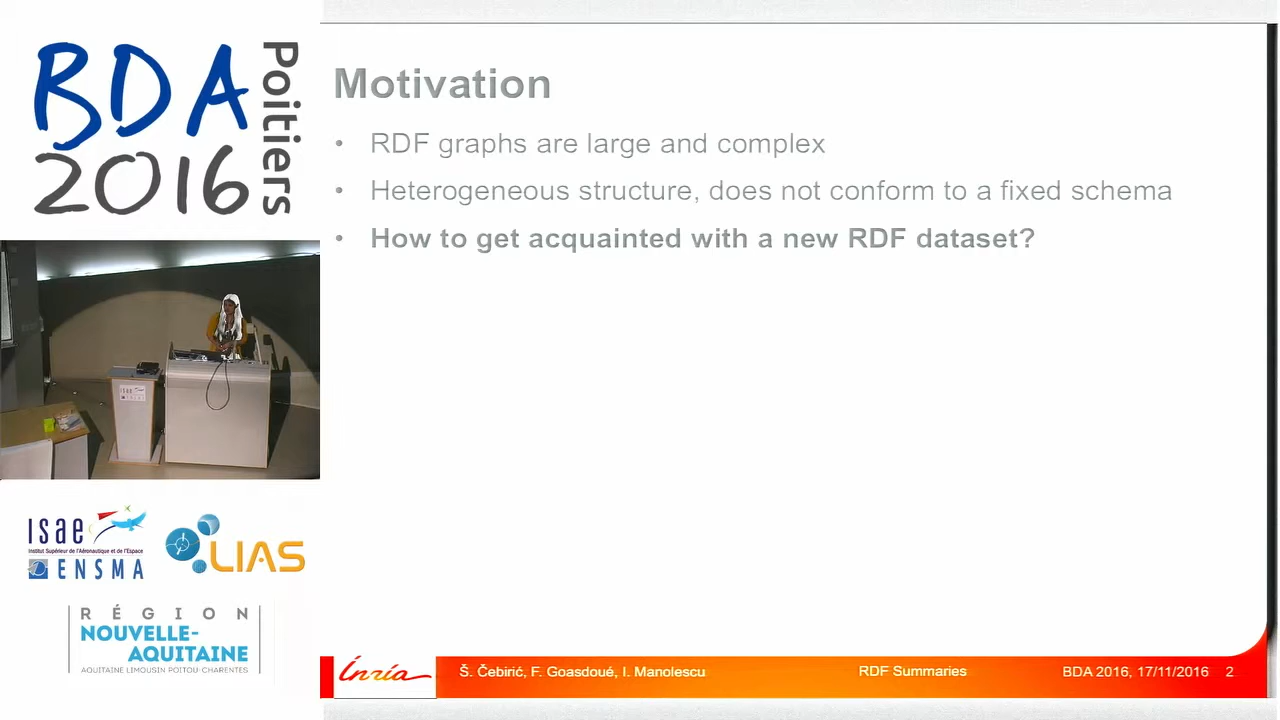 BDA
2016
Poitiers
isae
Institut Supérieur de l'Aéronautique et de l'Espace
ENSMA
LIAS
RÉGION
NOUVELLE-
AQUITAINE
AQUITAINE LIMOUSIN POITOU-CHARENTES
Motivation
• RDF graphs are large and complex
• Heterogeneous structure, does not conform to a fixed schema
• How to get acquainted with a new RDF dataset?
Inria
Š. Čebirić, F. Goasdoué, I. Manolescu
RDF Summaries
BDA 2016, 17/11/2016 2